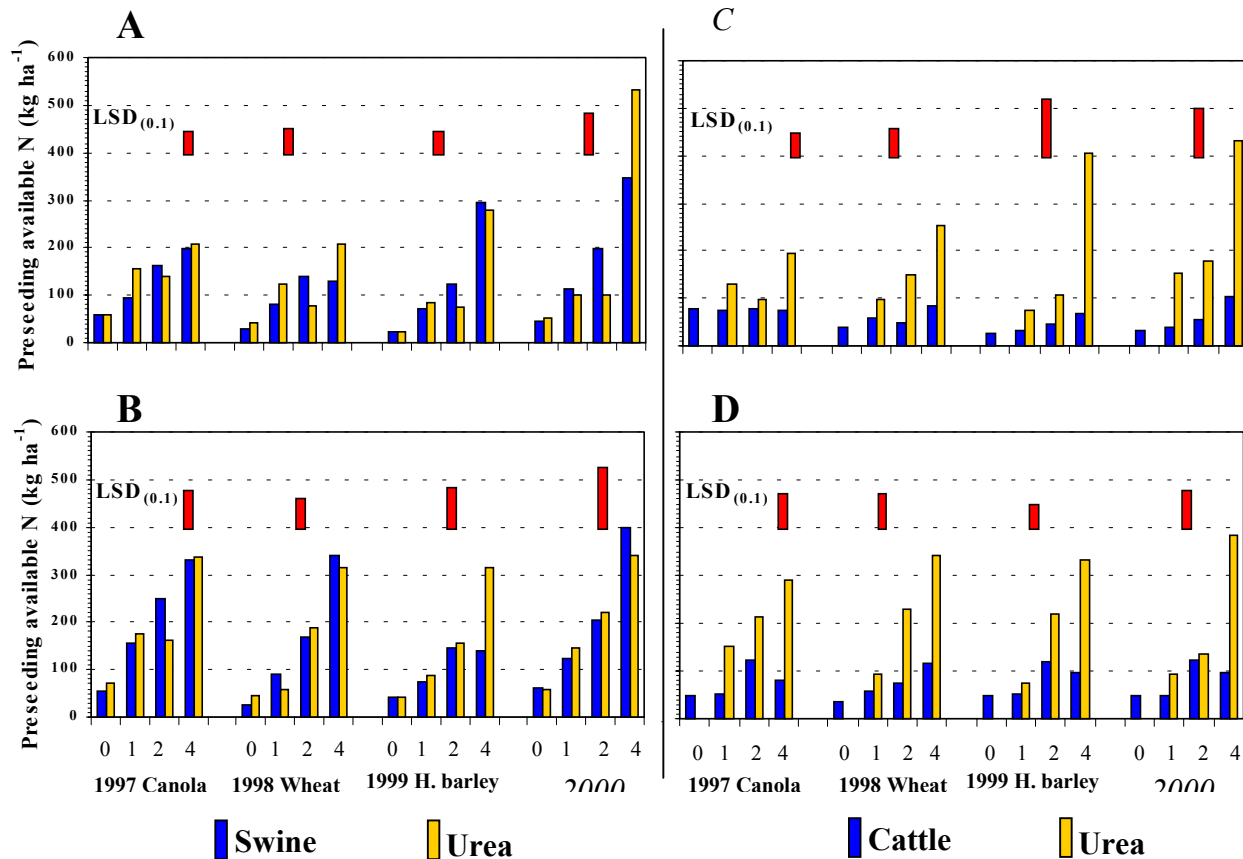 A
C
Preseeding available N (kg ha⁻¹)
600
500
400
300
200
100
0
LSD(0.1)
LSD(0.1)
B
D
Preseeding available N (kg ha⁻¹)
600
500
400
300
200
100
0
LSD(0.1)
LSD(0.1)
0 1 2 4 0 1 2 4 0 1 2 4 0 1 2 4
1997 Canola 1998 Wheat 1999 H. barley 2000
0 1 2 4 0 1 2 4 0 1 2 4 0 1 2 4
1997 Canola 1998 Wheat 1999 H. barley 2000
Swine Urea
Cattle Urea